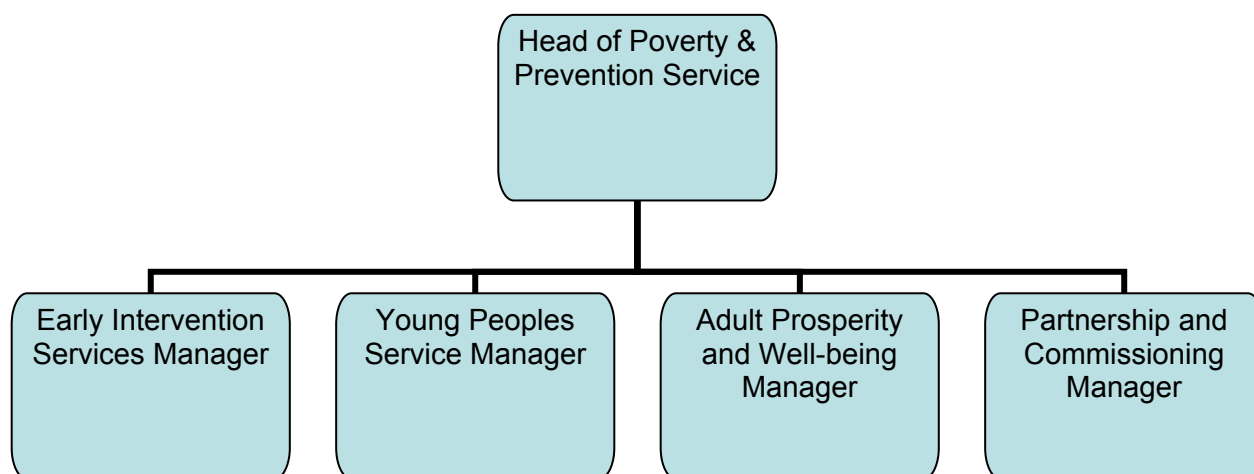 Head of Poverty &
Prevention Service
Early Intervention
Services Manager
Young Peoples
Service Manager
Adult Prosperity
and Well-being
Manager
Partnership and
Commissioning
Manager